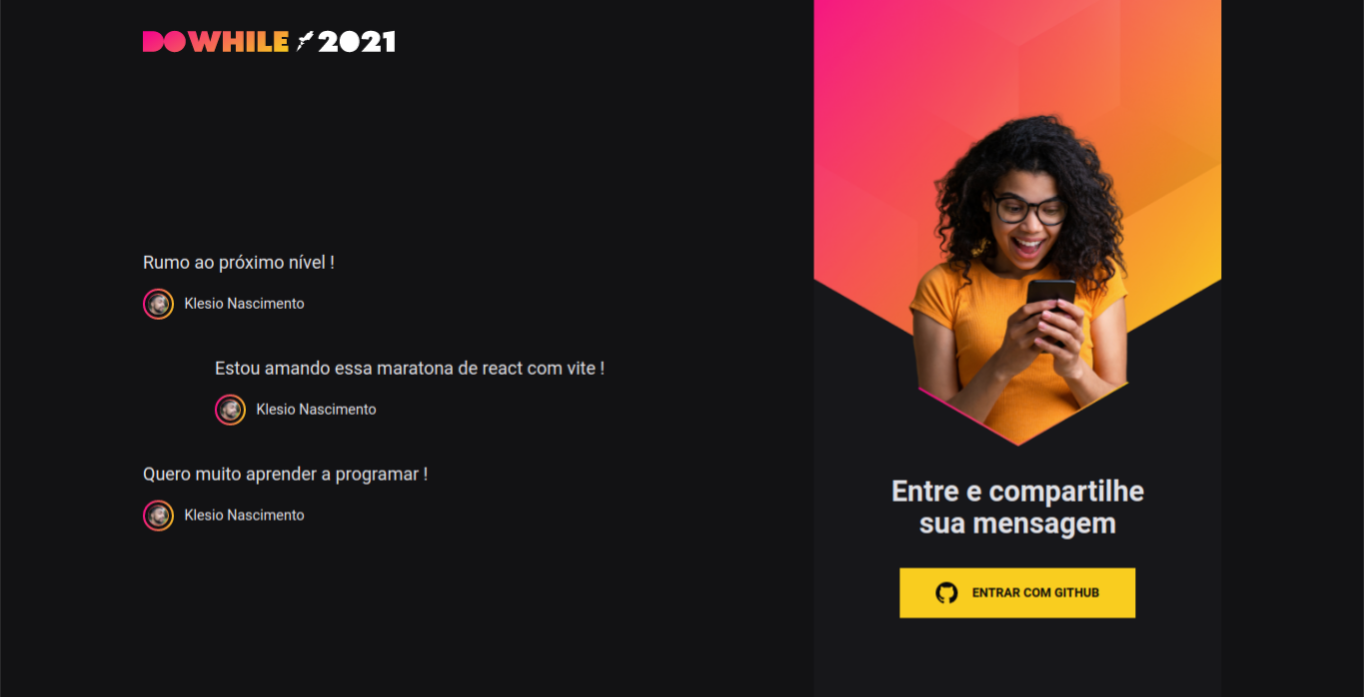 DOWHILE 2021
Rumo ao próximo nível !
Klesio Nascimento
Estou amando essa maratona de react com vite !
Klesio Nascimento
Quero muito aprender a programar !
Klesio Nascimento
Entre e compartilhe
sua mensagem
ENTRAR COM GITHUB